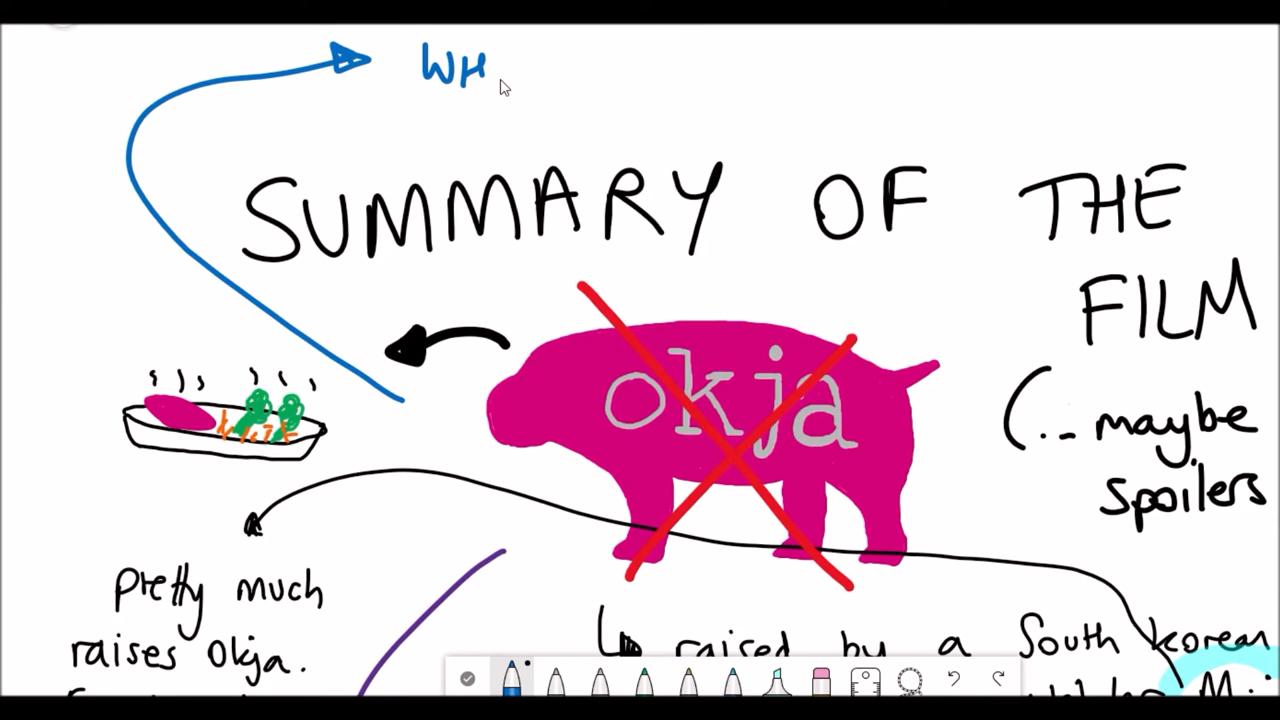 WH
SUMMARY OF THE
FILM
okja
(... maybe
spoilers
pretty much
raises Okja.
raised by a South korean